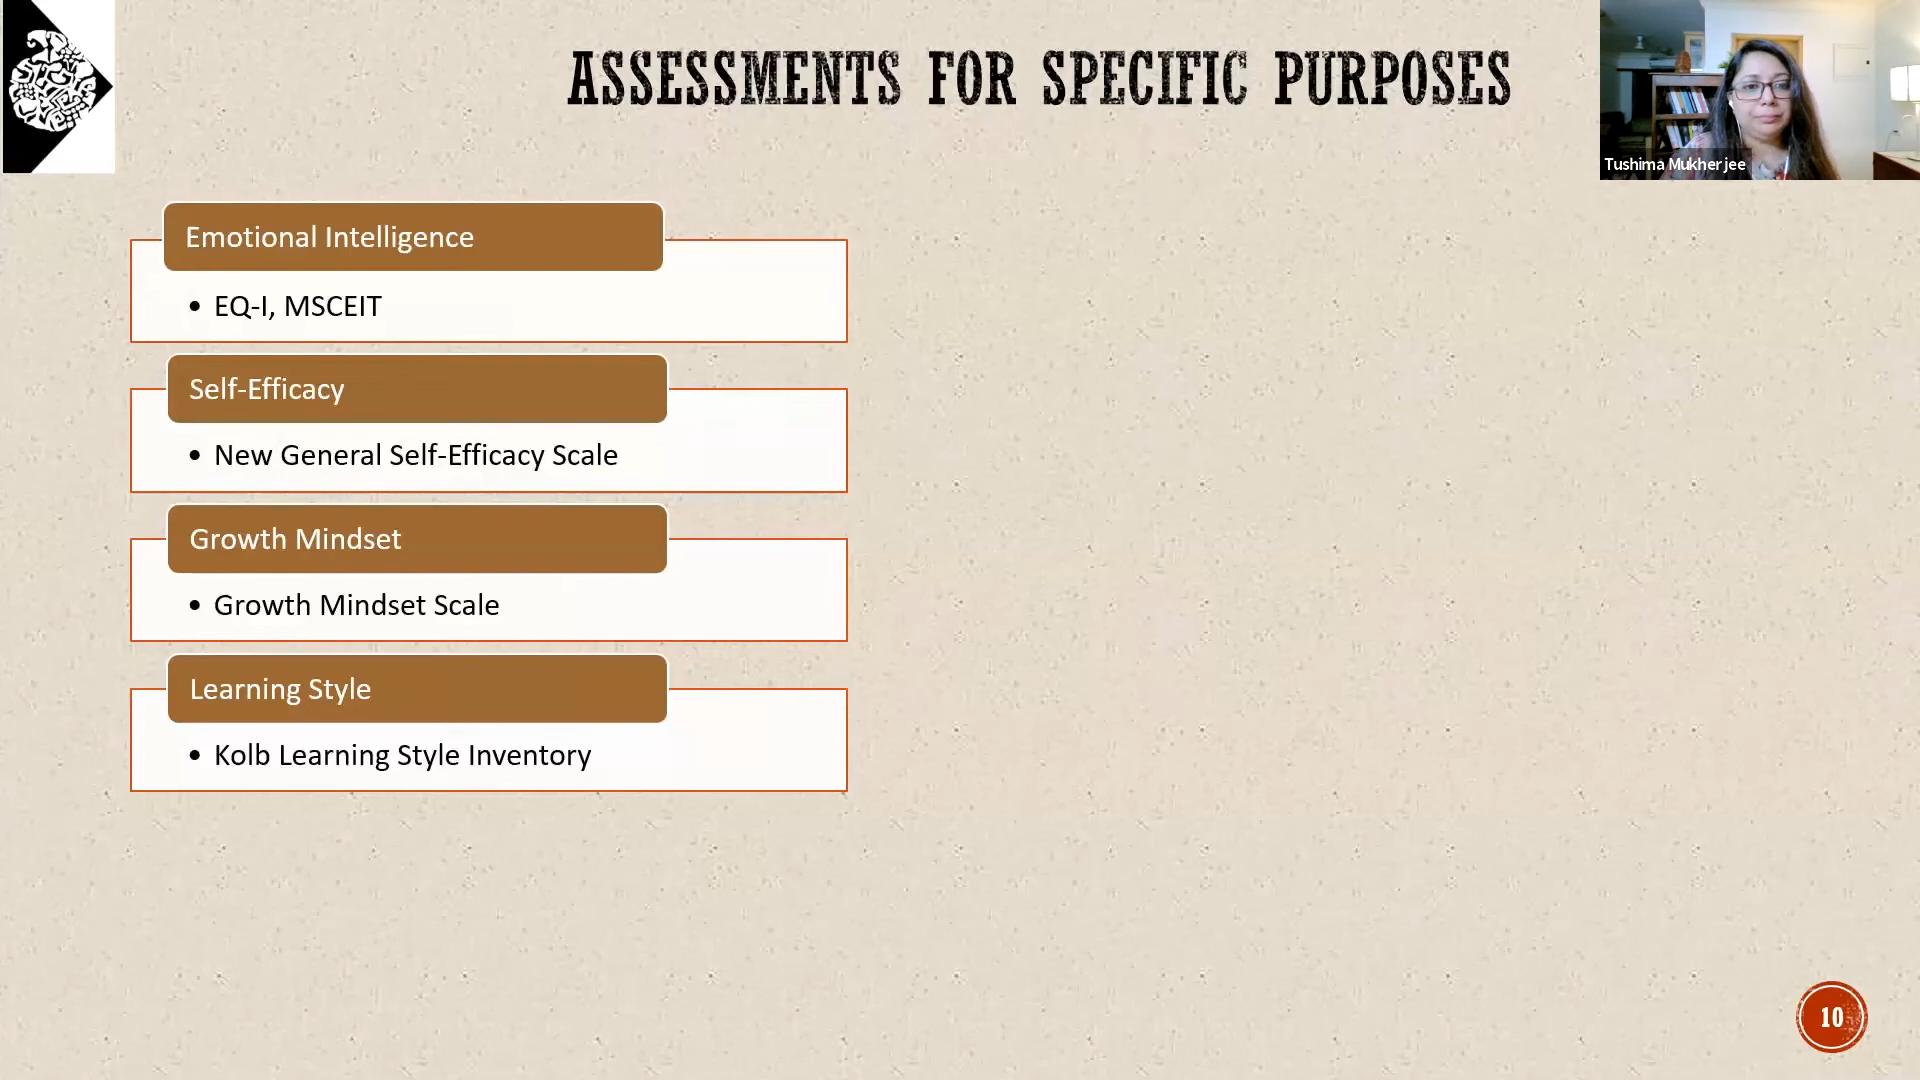 ASSESSMENTS FOR SPECIFIC PURPOSES
Tushima Mukherjee
Emotional Intelligence
• EQ-I, MSCEIT
Self-Efficacy
• New General Self-Efficacy Scale
Growth Mindset
• Growth Mindset Scale
Learning Style
• Kolb Learning Style Inventory
10